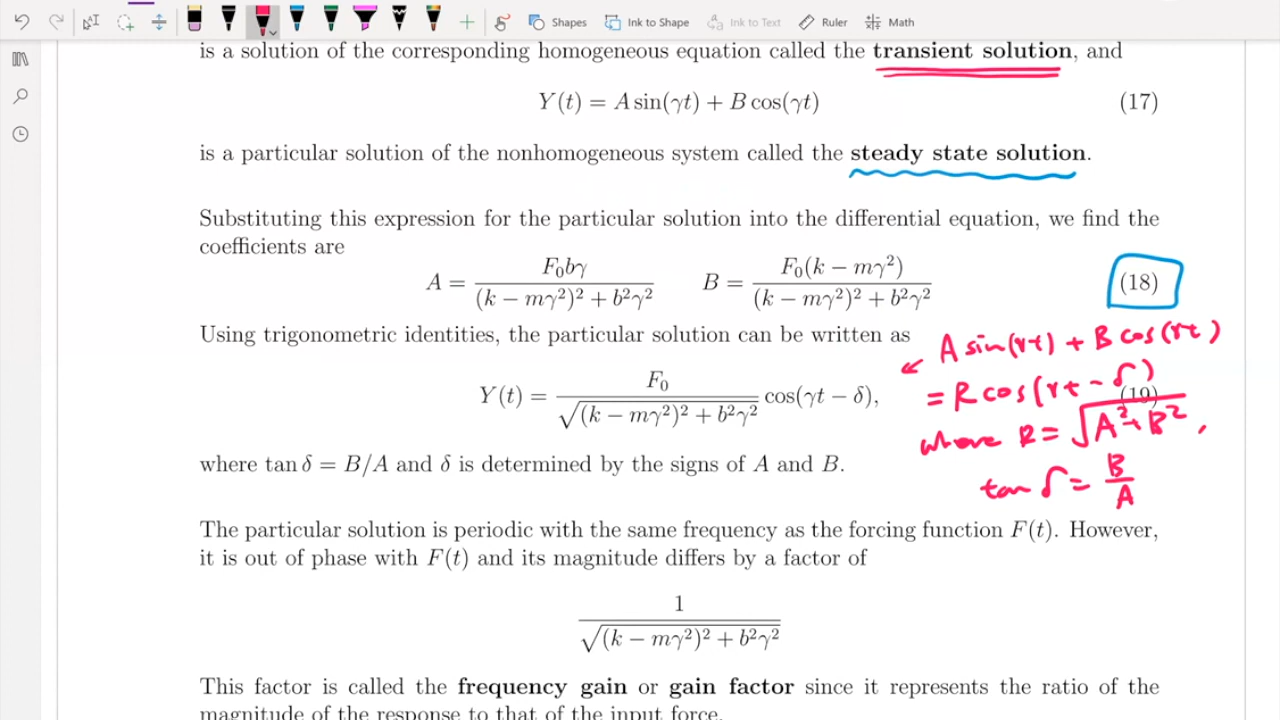 Shapes Ink to Shape Ink to Text Ruler Math
is a solution of the corresponding homogeneous equation called the transient solution, and
Y(t) = A sin(γt) + B cos(γt) (17)
is a particular solution of the nonhomogeneous system called the steady state solution.
Substituting this expression for the particular solution into the differential equation, we find the
coefficients are
A = F₀bγ / ((k − mγ²)² + b²γ²) B = F₀(k − mγ²) / ((k − mγ²)² + b²γ²) (18)
Using trigonometric identities, the particular solution can be written as
A sin(γt) + B cos(γt)
Y(t) = F₀ / √((k − mγ²)² + b²γ²) cos(γt − δ), (19)
= R cos(γt − δ)
where R = √(A² + B²),
where tan δ = B/A and δ is determined by the signs of A and B.
tan δ = B/A
The particular solution is periodic with the same frequency as the forcing function F(t). However,
it is out of phase with F(t) and its magnitude differs by a factor of
1 / √((k − mγ²)² + b²γ²)
This factor is called the frequency gain or gain factor since it represents the ratio of the
magnitude of the response to that of the input force.